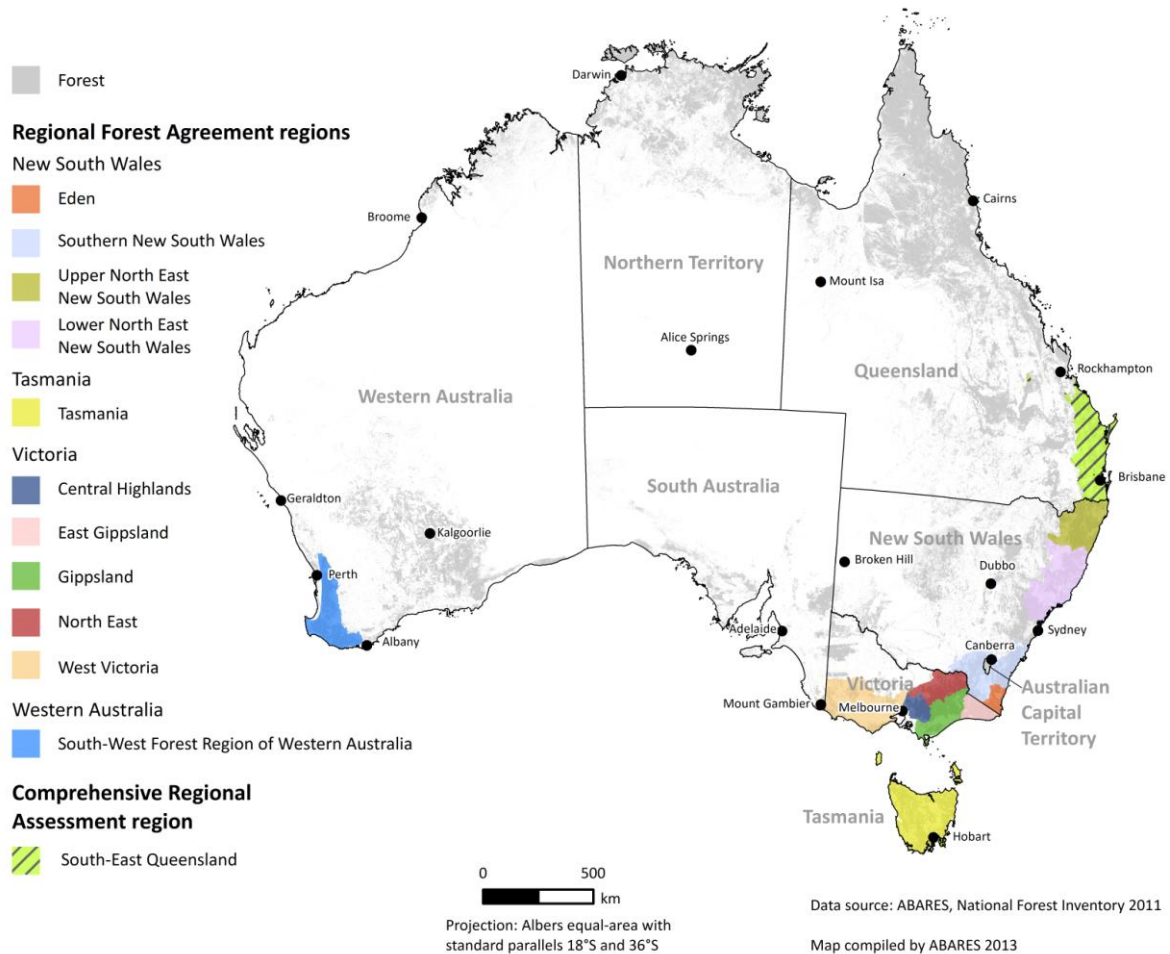 Forest
Regional Forest Agreement regions
New South Wales
Eden
Southern New South Wales
Upper North East
New South Wales
Lower North East
New South Wales
Tasmania
Tasmania
Victoria
Central Highlands
East Gippsland
Gippsland
North East
West Victoria
Western Australia
South-West Forest Region of Western Australia
Comprehensive Regional
Assessment region
South-East Queensland
Darwin
Cairns
Broome
Northern Territory
Mount Isa
Alice Springs
Queensland
Rockhampton
Western Australia
South Australia
Brisbane
Geraldton
Kalgoorlie
New South Wales
Broken Hill
Dubbo
Perth
Adelaide
Sydney
Albany
Canberra
Victoria
Australian
Capital
Territory
Mount Gambier
Melbourne
Tasmania
Hobart
0 500
km
Projection: Albers equal-area with
standard parallels 18°S and 36°S
Data source: ABARES, National Forest Inventory 2011
Map compiled by ABARES 2013